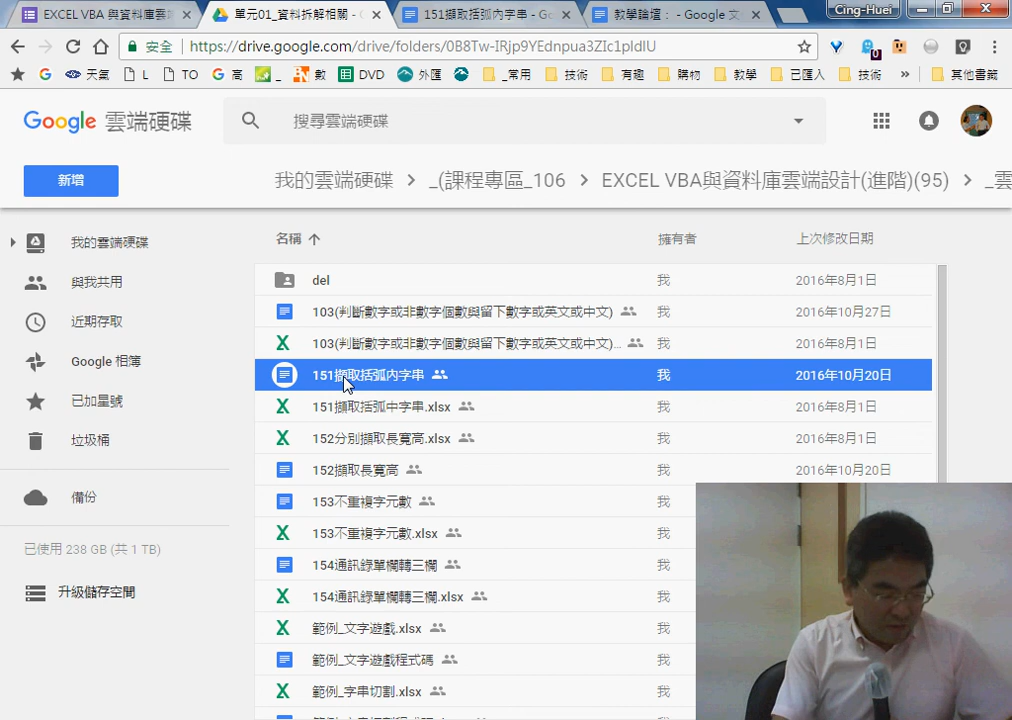 EXCEL VBA 與資料庫雲
單元01_資料拆解相關 -
151擷取括弧內字串 - Go
教學論壇： - Google 文
Cing-Huei
安全
https://drive.google.com/drive/folders/0B8Tw-IRjp9YEdnpua3ZIc1pldlU
0
天氣
L
TO
高
_
數
DVD
外匯
_常用
技術
有趣
購物
教學
已匯入
技術
»
其他書籤
Google 雲端硬碟
搜尋雲端硬碟
新增
我的雲端硬碟 > _(課程專區_106 > EXCEL VBA與資料庫雲端設計(進階)(95) > _雲
我的雲端硬碟
與我共用
近期存取
Google 相簿
已加星號
垃圾桶
備份
已使用 238 GB (共 1 TB)
升級儲存空間
名稱 擁有者 上次修改日期
del 我 2016年8月1日
103(判斷數字或非數字個數與留下數字或英文或中文) 我 2016年10月27日
103(判斷數字或非數字個數與留下數字或英文或中文)... 我 2016年8月1日
151擷取括弧內字串 我 2016年10月20日
151擷取括弧中字串.xlsx 我 2016年8月1日
152分別擷取長寬高.xlsx 我 2016年8月1日
152擷取長寬高 我 2016年10月20日
153不重複字元數 我
153不重複字元數.xlsx 我
154通訊錄單欄轉三欄 我
154通訊錄單欄轉三欄.xlsx 我
範例_文字遊戲.xlsx 我
範例_文字遊戲程式碼 我
範例_字串切割.xlsx 我